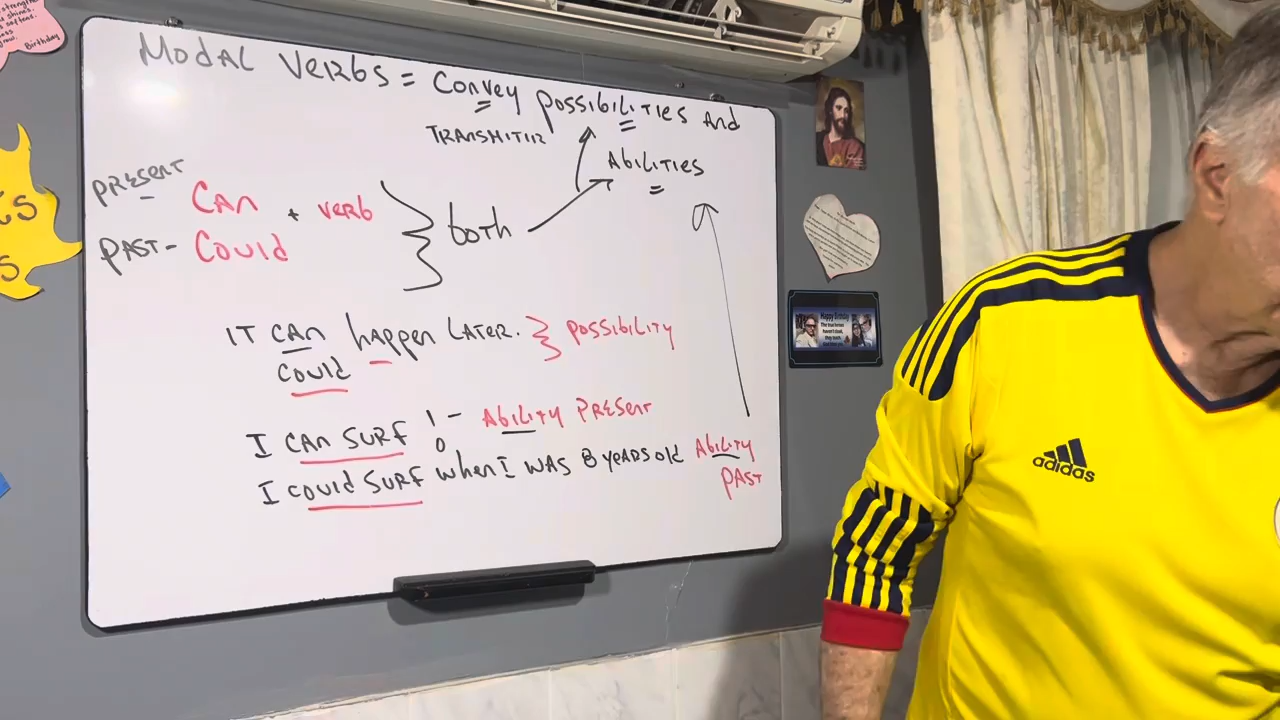 Modal Verbs = Convey possibilities And
TRANSMITIR
Abilities
PRESENT
CAN + VERB
PAST - Could
both
IT CAN happen LATER. POSSIBILITY
Could
I CAN SURF ! - Ability PRESENT
I could SURF when I was 8 years old Ability
PAST
adidas
Happy Birthday
Birthday